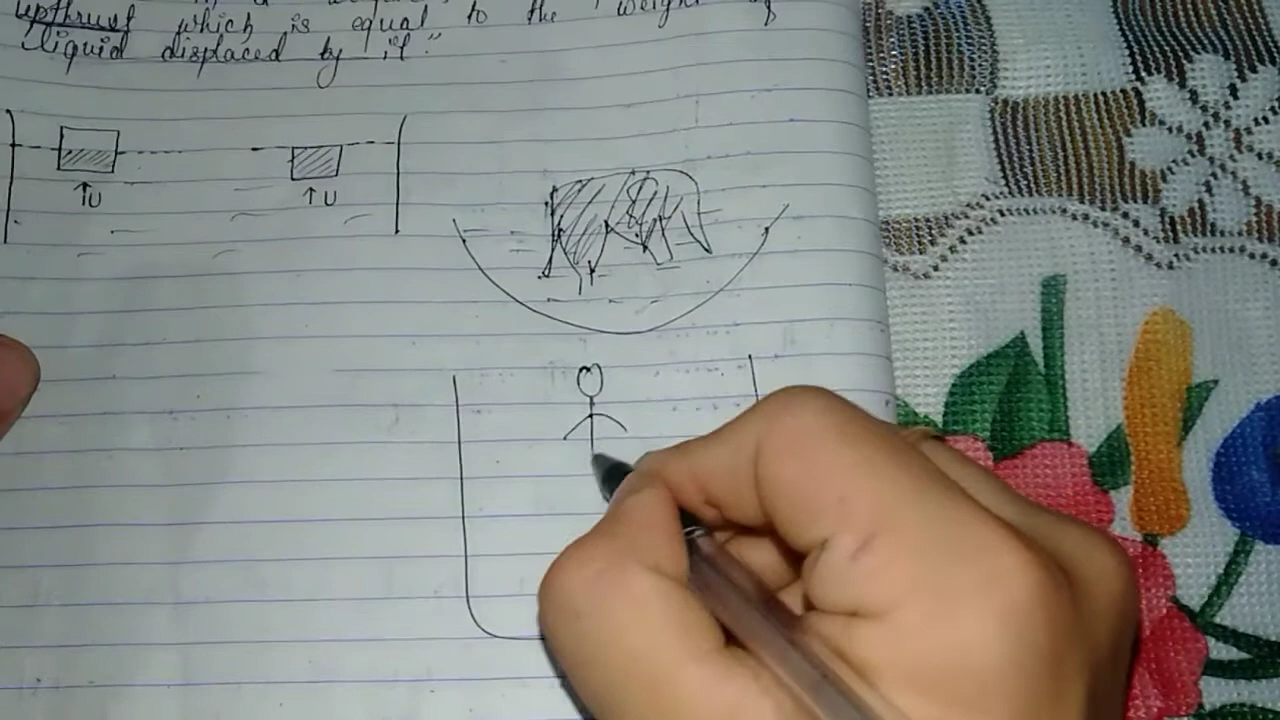 upthrust which is equal to the weight of
liquid displaced by it."
↑U ↑U